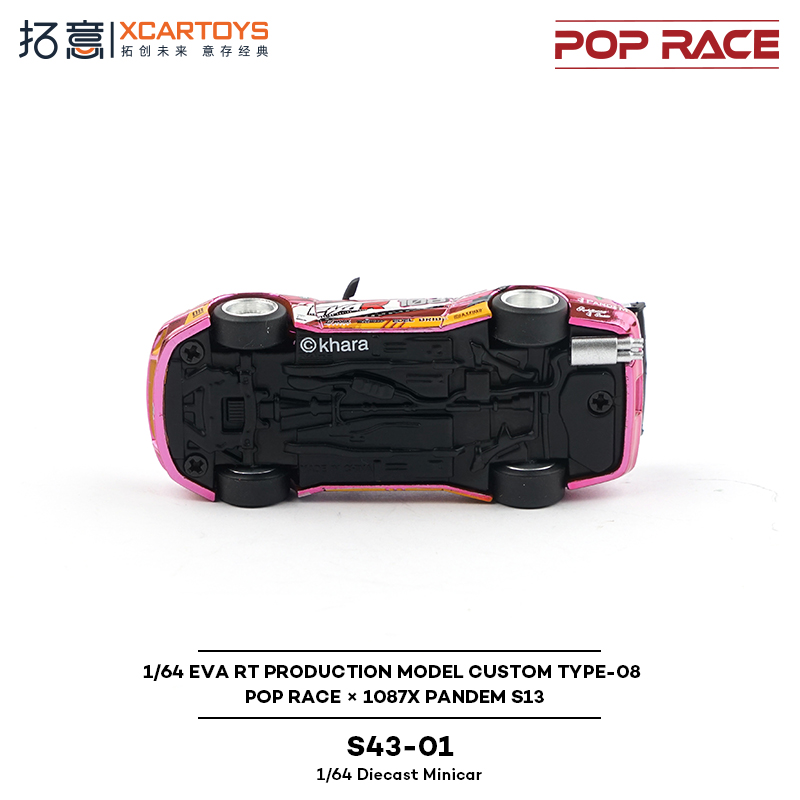 拓意
XCARTOYS
拓创未来 意存经典
POP RACE
©khara
1/64 EVA RT PRODUCTION MODEL CUSTOM TYPE-08
POP RACE × 1087X PANDEM S13
S43-01
1/64 Diecast Minicar